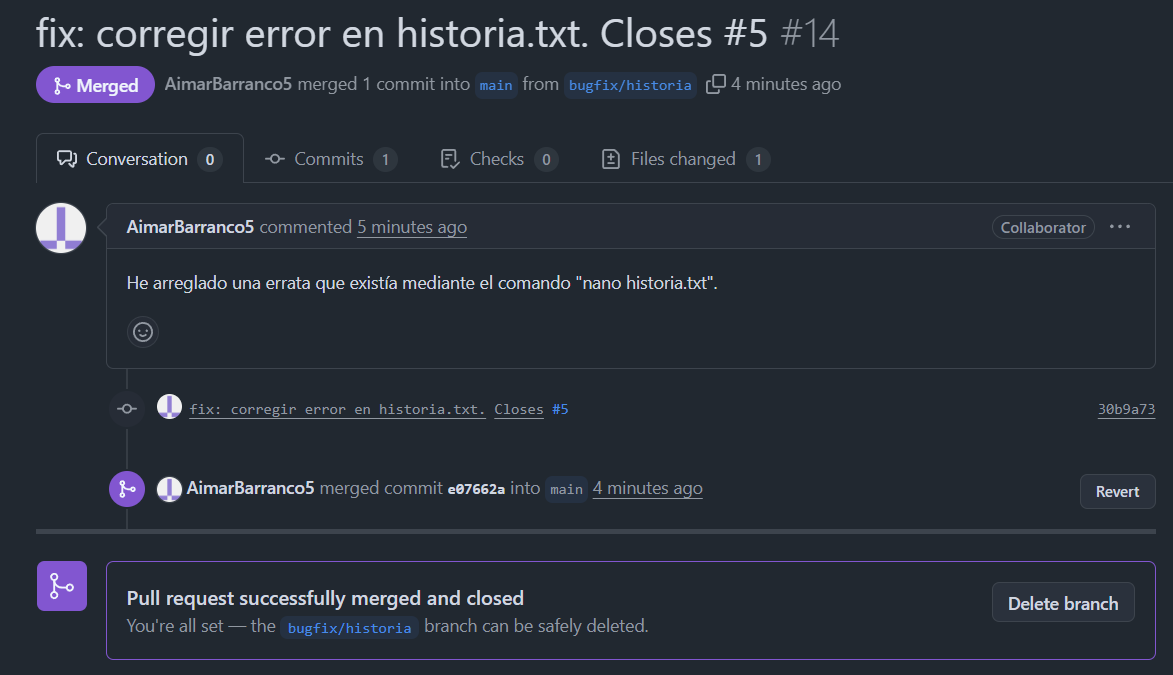 fix: corregir error en historia.txt. Closes #5 #14
Merged AimarBarranco5 merged 1 commit into main from bugfix/historia 4 minutes ago
Conversation 0 Commits 1 Checks 0 Files changed 1
AimarBarranco5 commented 5 minutes ago Collaborator ...
He arreglado una errata que existía mediante el comando "nano historia.txt".
fix: corregir error en historia.txt. Closes #5 30b9a73
AimarBarranco5 merged commit e07662a into main 4 minutes ago Revert
Pull request successfully merged and closed
You're all set — the bugfix/historia branch can be safely deleted.
Delete branch